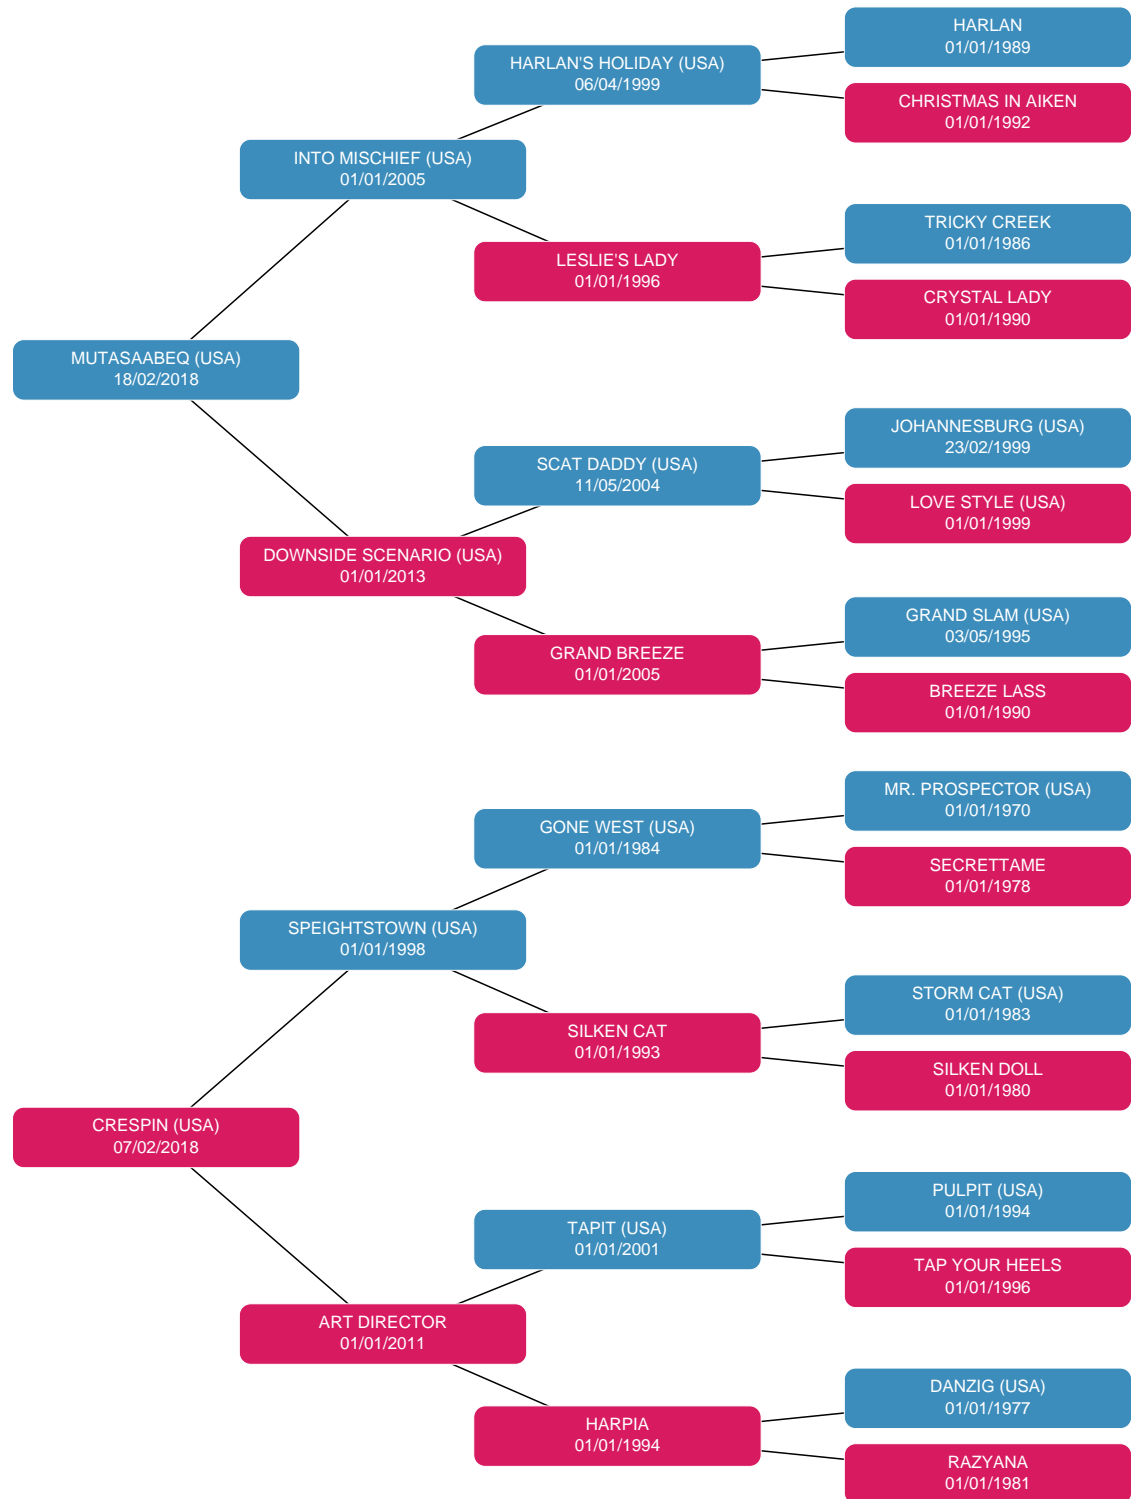 HARLAN
01/01/1989
HARLAN'S HOLIDAY (USA)
06/04/1999
CHRISTMAS IN AIKEN
01/01/1992
INTO MISCHIEF (USA)
01/01/2005
TRICKY CREEK
01/01/1986
LESLIE'S LADY
01/01/1996
CRYSTAL LADY
01/01/1990
MUTASAABEQ (USA)
18/02/2018
JOHANNESBURG (USA)
23/02/1999
SCAT DADDY (USA)
11/05/2004
LOVE STYLE (USA)
01/01/1999
DOWNSIDE SCENARIO (USA)
01/01/2013
GRAND SLAM (USA)
03/05/1995
GRAND BREEZE
01/01/2005
BREEZE LASS
01/01/1990
MR. PROSPECTOR (USA)
01/01/1970
GONE WEST (USA)
01/01/1984
SECRETTAME
01/01/1978
SPEIGHTSTOWN (USA)
01/01/1998
STORM CAT (USA)
01/01/1983
SILKEN CAT
01/01/1993
SILKEN DOLL
01/01/1980
CRESPIN (USA)
07/02/2018
PULPIT (USA)
01/01/1994
TAPIT (USA)
01/01/2001
TAP YOUR HEELS
01/01/1996
ART DIRECTOR
01/01/2011
DANZIG (USA)
01/01/1977
HARPIA
01/01/1994
RAZYANA
01/01/1981